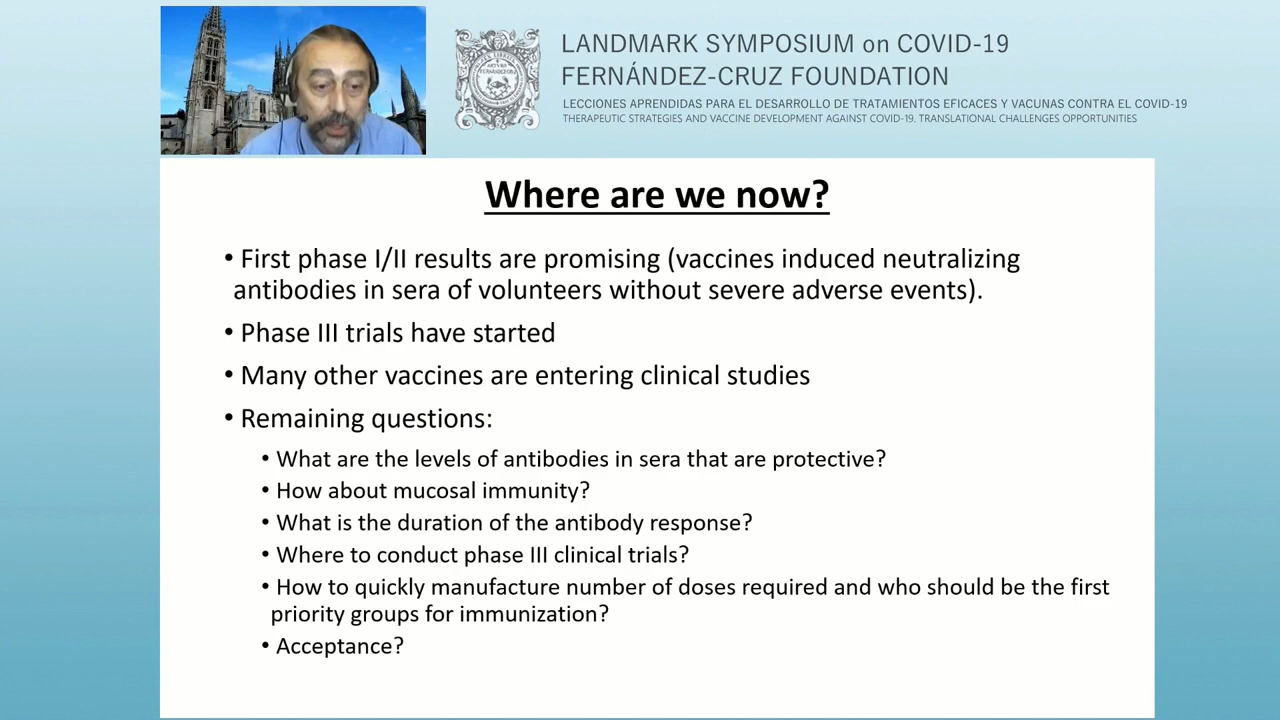 LANDMARK SYMPOSIUM on COVID-19
FERNÁNDEZ-CRUZ FOUNDATION
LECCIONES APRENDIDAS PARA EL DESARROLLO DE TRATAMIENTOS EFICACES Y VACUNAS CONTRA EL COVID-19
THERAPEUTIC STRATEGIES AND VACCINE DEVELOPMENT AGAINST COVID-19. TRANSLATIONAL CHALLENGES OPPORTUNITIES
Where are we now?
• First phase I/II results are promising (vaccines induced neutralizing
antibodies in sera of volunteers without severe adverse events).
• Phase III trials have started
• Many other vaccines are entering clinical studies
• Remaining questions:
• What are the levels of antibodies in sera that are protective?
• How about mucosal immunity?
• What is the duration of the antibody response?
• Where to conduct phase III clinical trials?
• How to quickly manufacture number of doses required and who should be the first
priority groups for immunization?
• Acceptance?